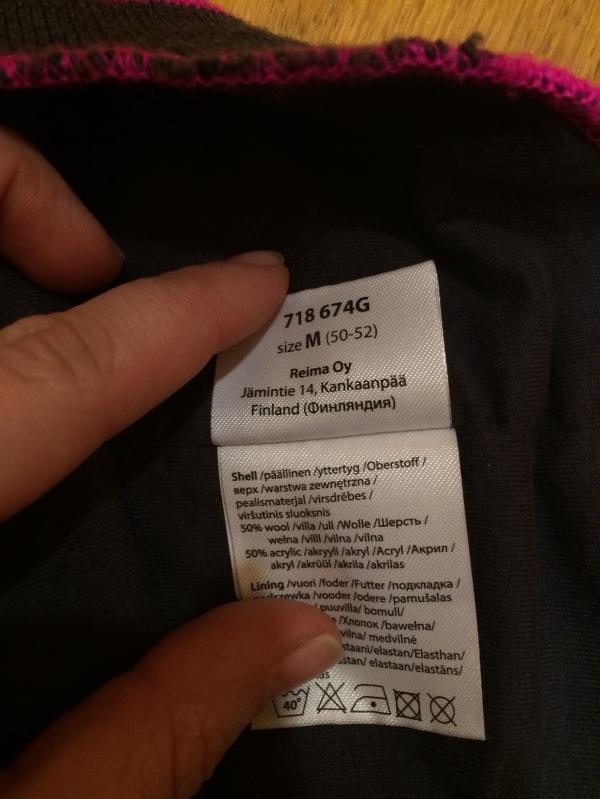 718 674G
size M (50-52)
Reima Oy
Jämintie 14, Kankaanpää
Finland (Финляндия)
Shell /päällinen /yttertyg /Oberstoff /
верх /warstwa zewnętrzna /
pealismaterjal /virsdrēbes /
viršutinis sluoksnis
50% wool /villa /ull /Wolle /Шерсть /
wełna /villl /vilna /vilna
50% acrylic /akryyli /akryl /Acryl /Акрил /
akryl /akrüül /akrila /akrilas
Lining /vuori /foder /Futter /подкладка /
/vooder /odere /pamušalas
puuvilla/ bomull/
/Хлопок /bawełna/
medvilnė
/elastan/Elasthan/
elastaan/elastāns/
40°